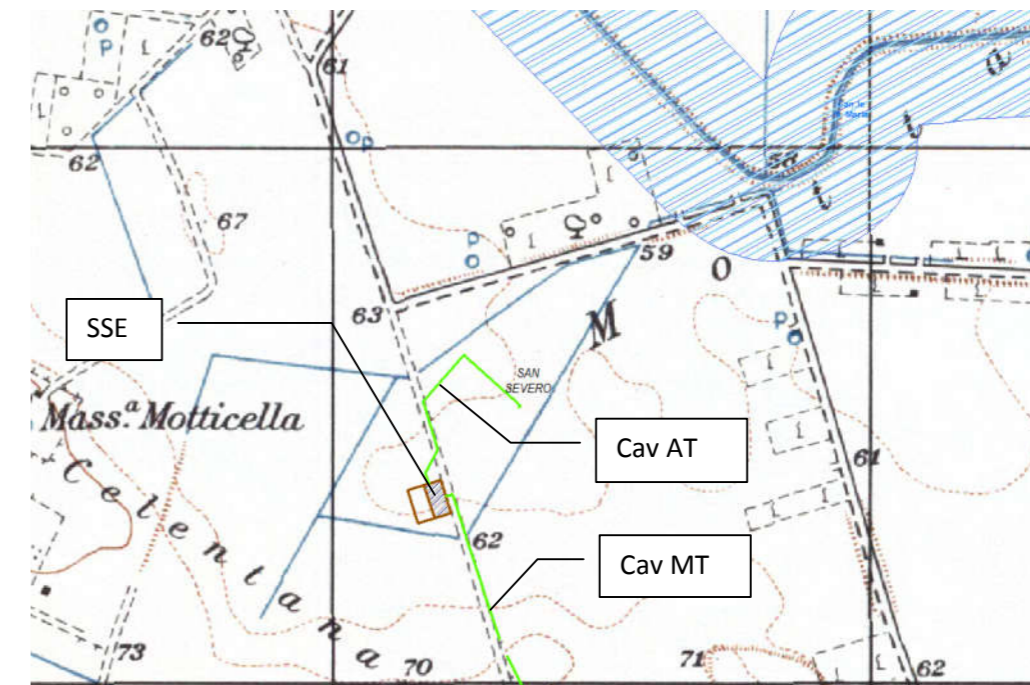 62
P
61
P
62
58
67
P
59
O
63
M
P
SSE
SAN
SEVERO
Mass.ª Motticella
Cav AT
61
Celentana
62
Cav MT
73
70
71
62